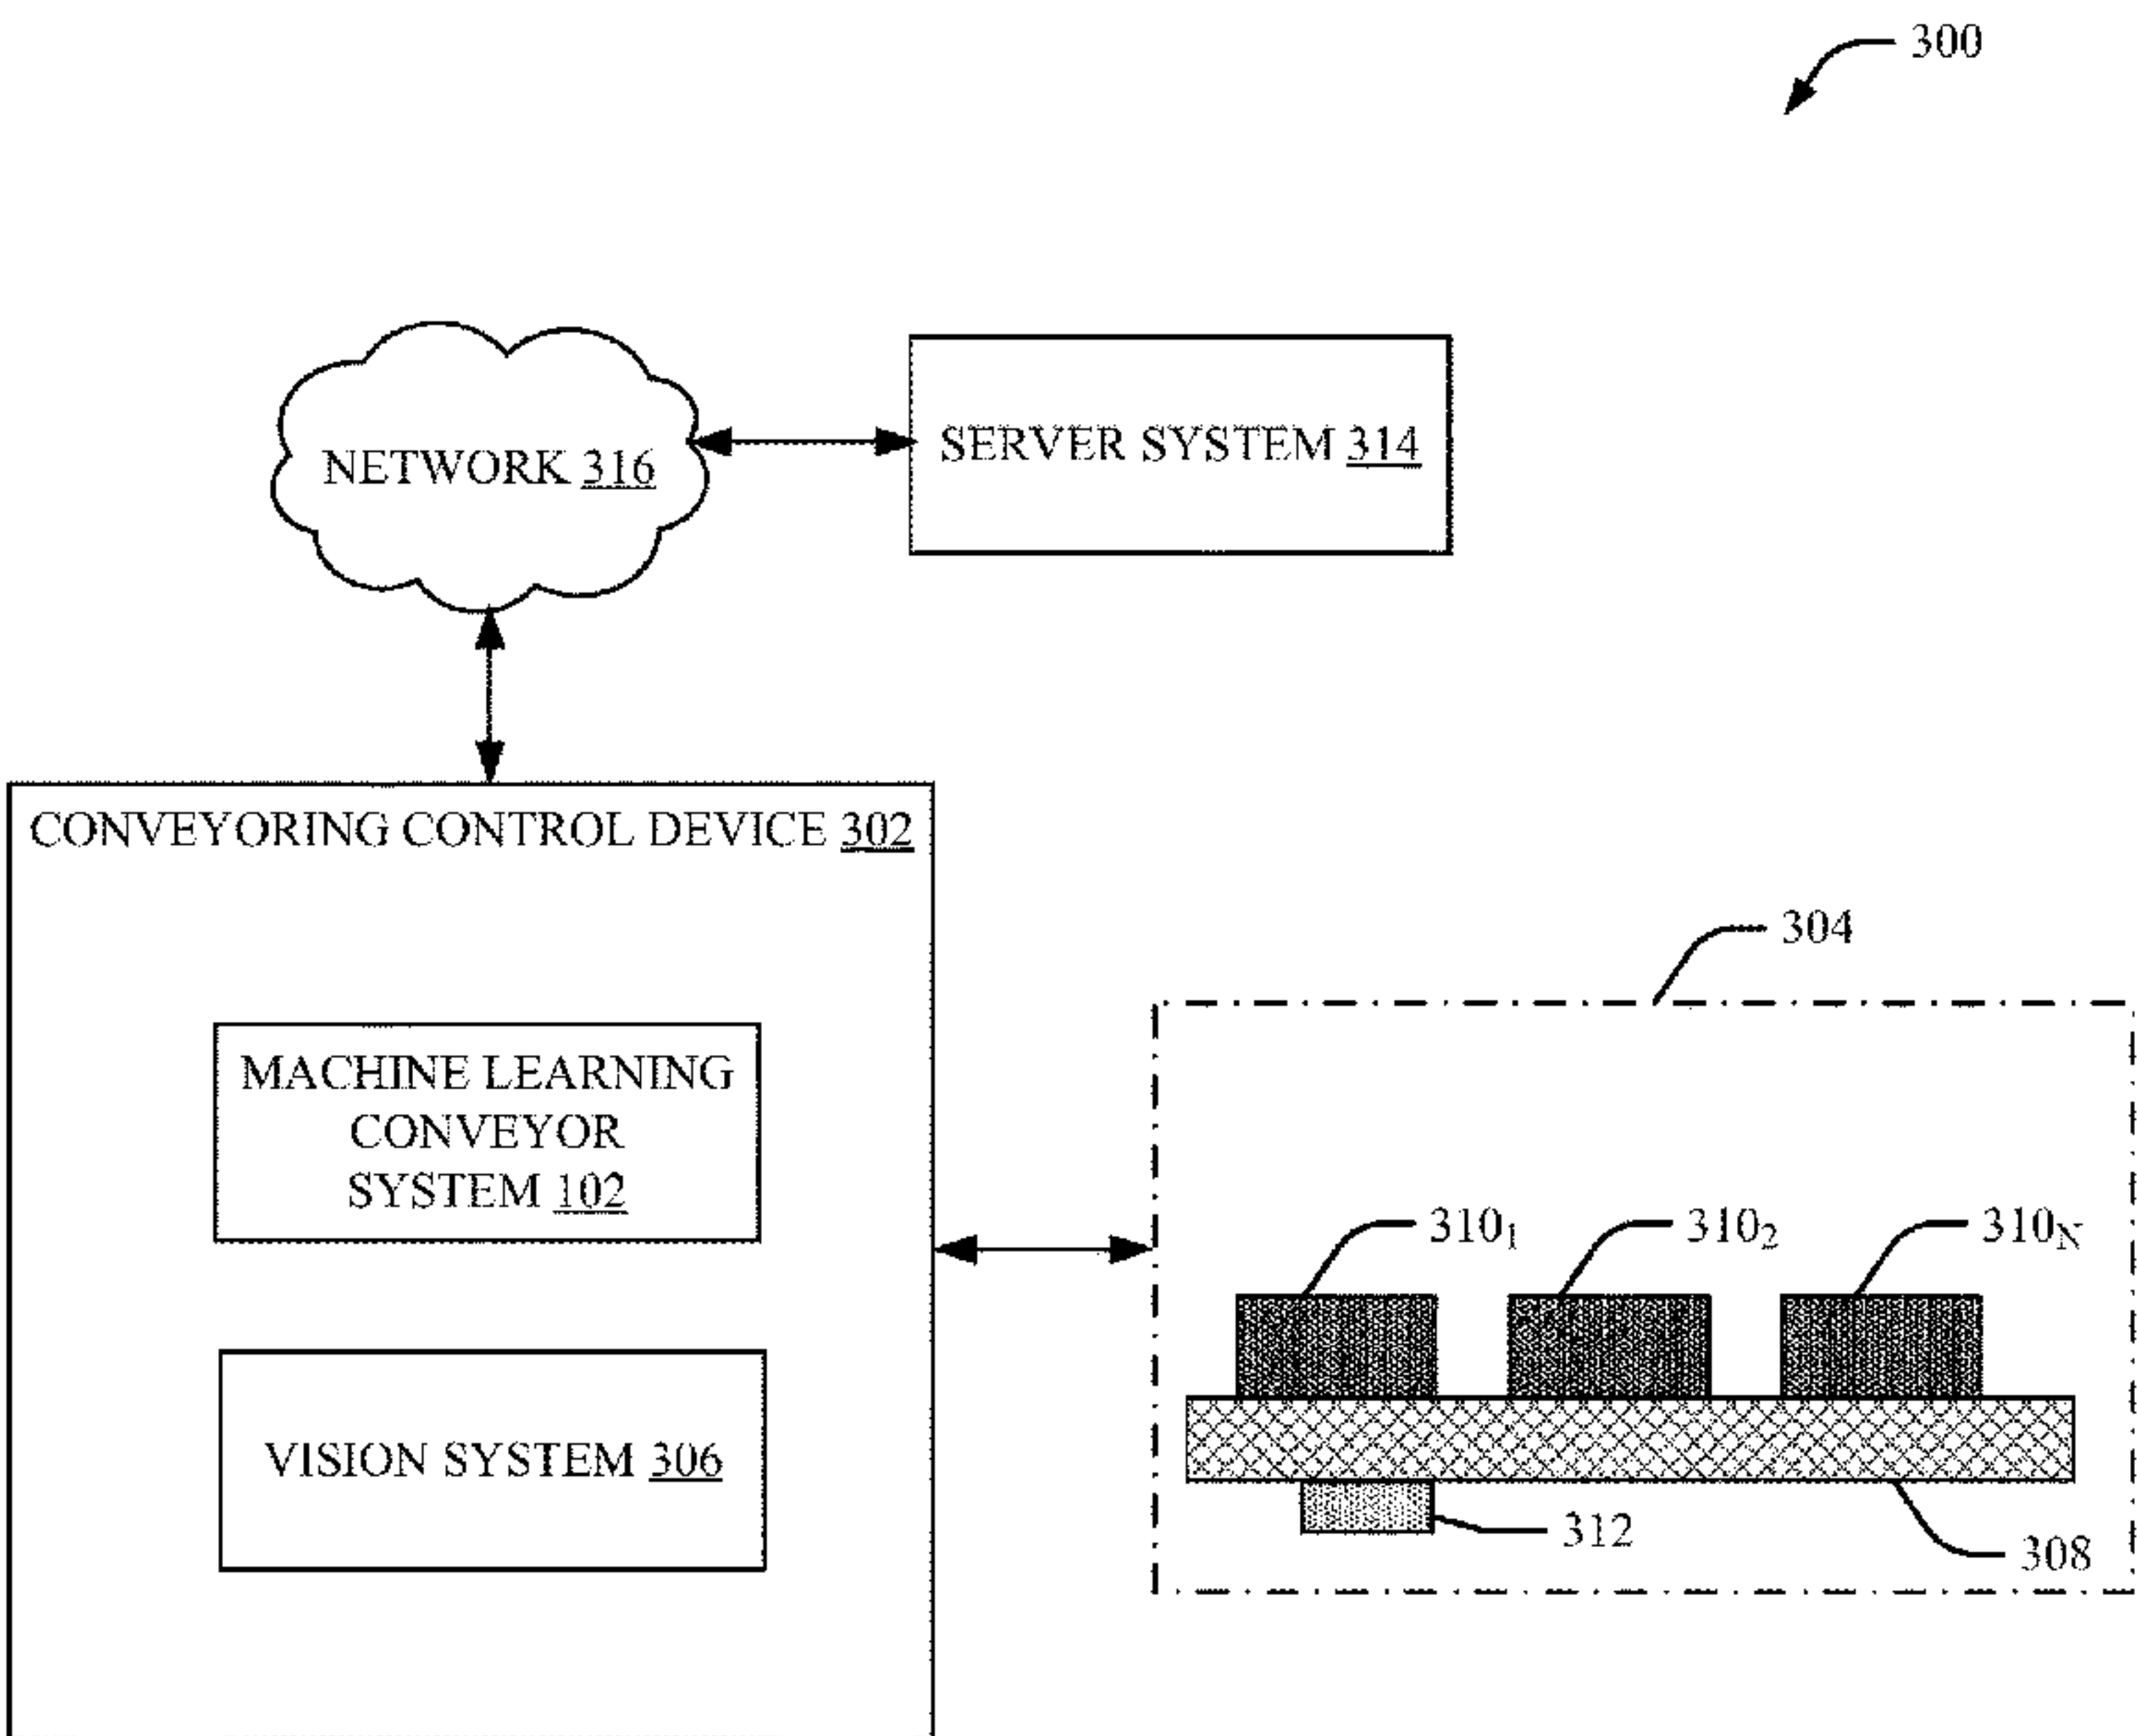 300
NETWORK 316
SERVER SYSTEM 314
CONVEYORING CONTROL DEVICE 302
MACHINE LEARNING
CONVEYOR
SYSTEM 102
VISION SYSTEM 306
304
310₁
310₂
310ₙ
312
308